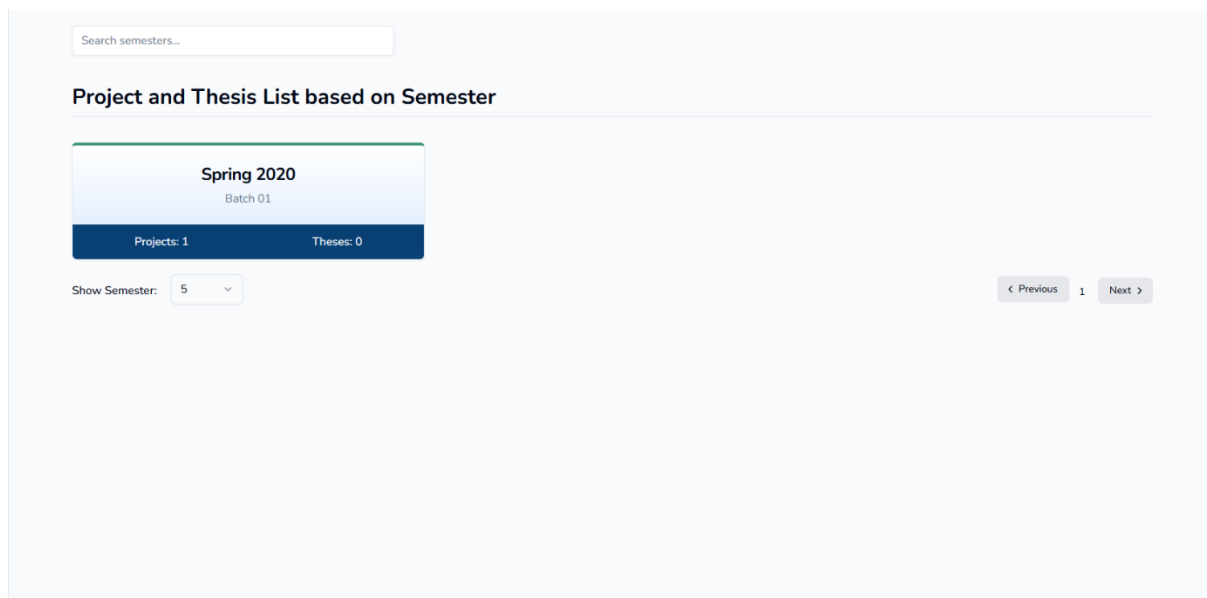 Search semesters...
Project and Thesis List based on Semester
Spring 2020
Batch 01
Projects: 1 Theses: 0
Show Semester: 5 Previous 1 Next